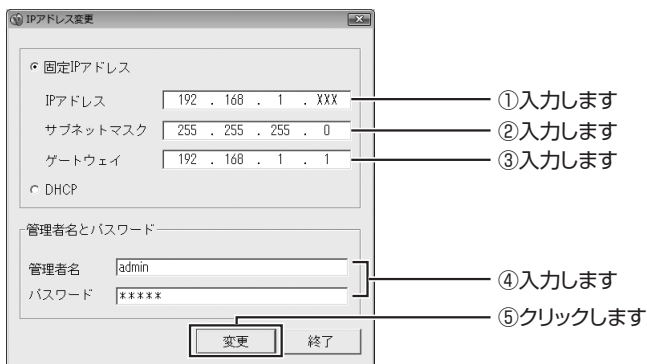 IPアドレス変更
固定IPアドレス
IPアドレス 192 . 168 . 1 . XXX ①入力します
サブネットマスク 255 . 255 . 255 . 0 ②入力します
ゲートウェイ 192 . 168 . 1 . 1 ③入力します
DHCP
管理者名とパスワード
管理者名 admin
パスワード *****
④入力します
⑤クリックします
変更 終了